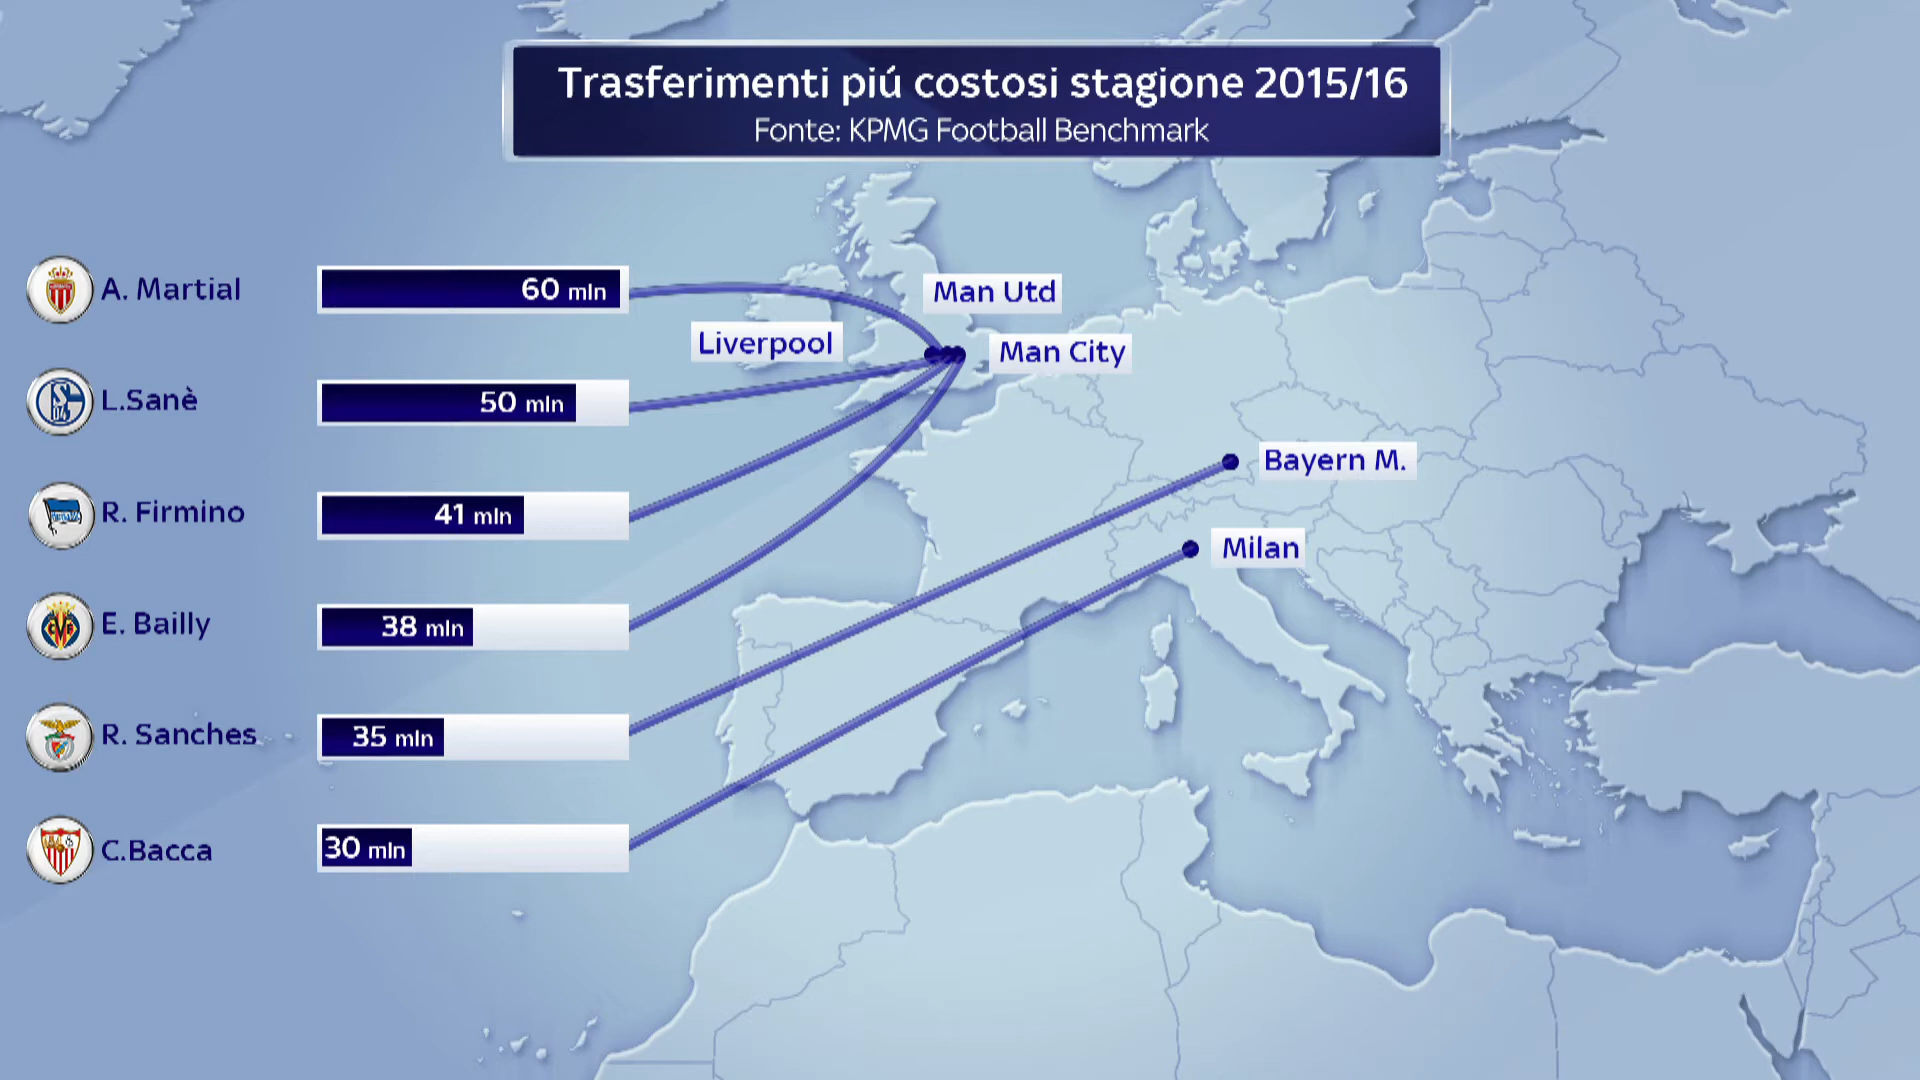 Trasferimenti piú costosi stagione 2015/16
Fonte: KPMG Football Benchmark
A. Martial
60 mln
Man Utd
Liverpool
Man City
L.Sanè
50 mln
Bayern M.
R. Firmino
41 mln
Milan
E. Bailly
38 mln
R. Sanches
35 mln
C.Bacca
30 mln